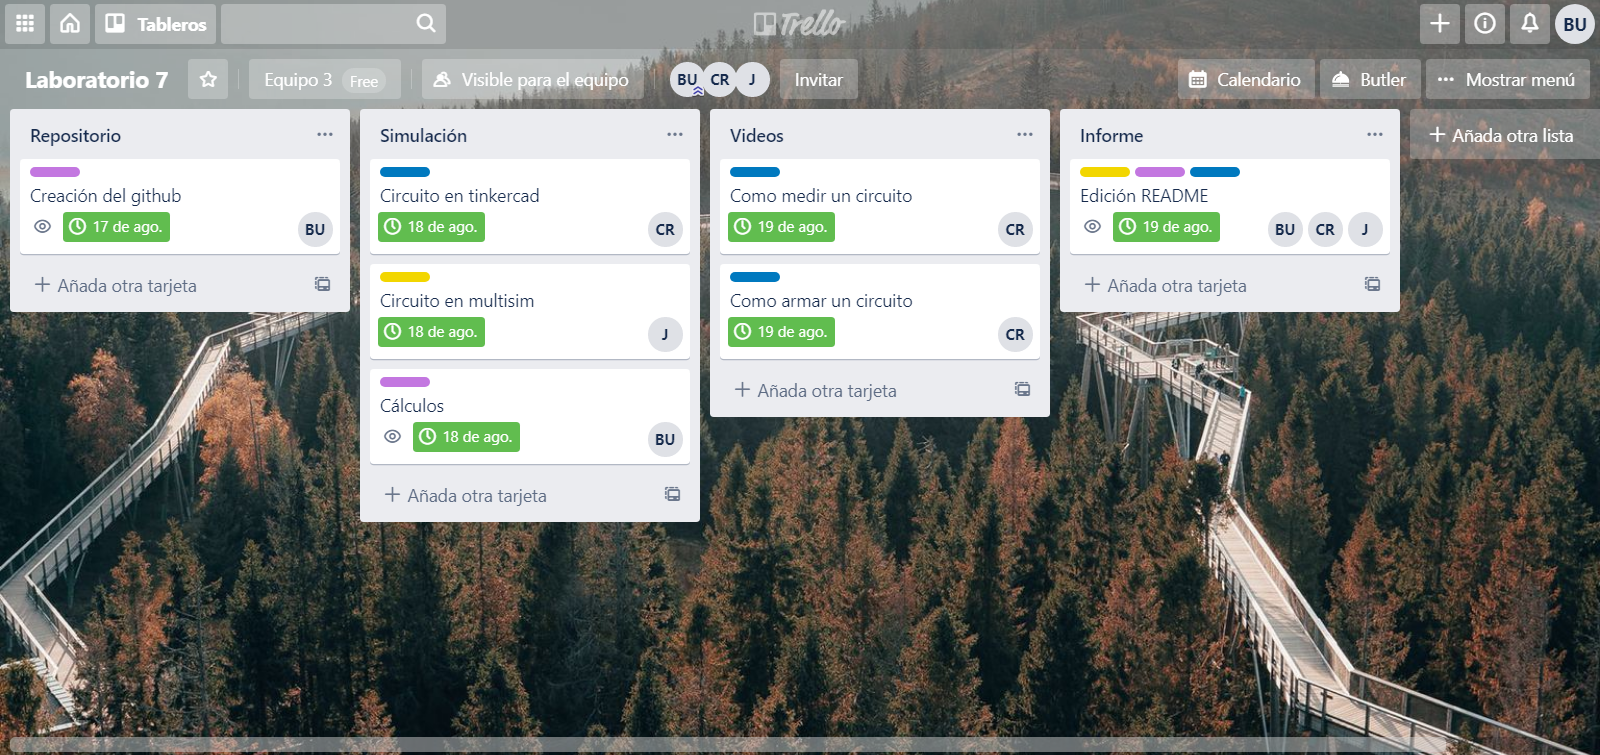 Tableros
Trello
BU
Laboratorio 7
Equipo 3 Free
Visible para el equipo
BU CR J
Invitar
Calendario
Butler
Mostrar menú
Repositorio
Creación del github
17 de ago.
BU
Añada otra tarjeta
Simulación
Circuito en tinkercad
18 de ago.
CR
Circuito en multisim
18 de ago.
J
Cálculos
18 de ago.
BU
Añada otra tarjeta
Videos
Como medir un circuito
19 de ago.
CR
Como armar un circuito
19 de ago.
CR
Añada otra tarjeta
Informe
Edición README
19 de ago.
BU CR J
Añada otra tarjeta
Añada otra lista